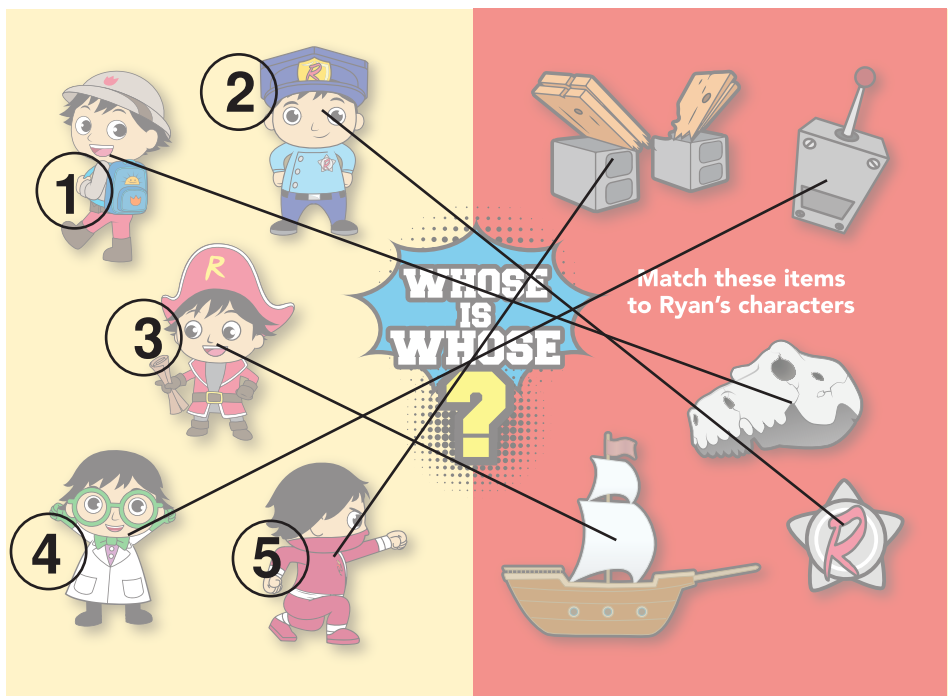 1
2
R
R
3
4
5
WHOSE
IS
WHOSE
?
Match these items
to Ryan's characters
R